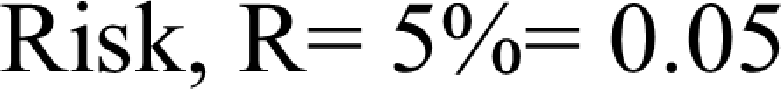 Risk, R= 5%= 0.05